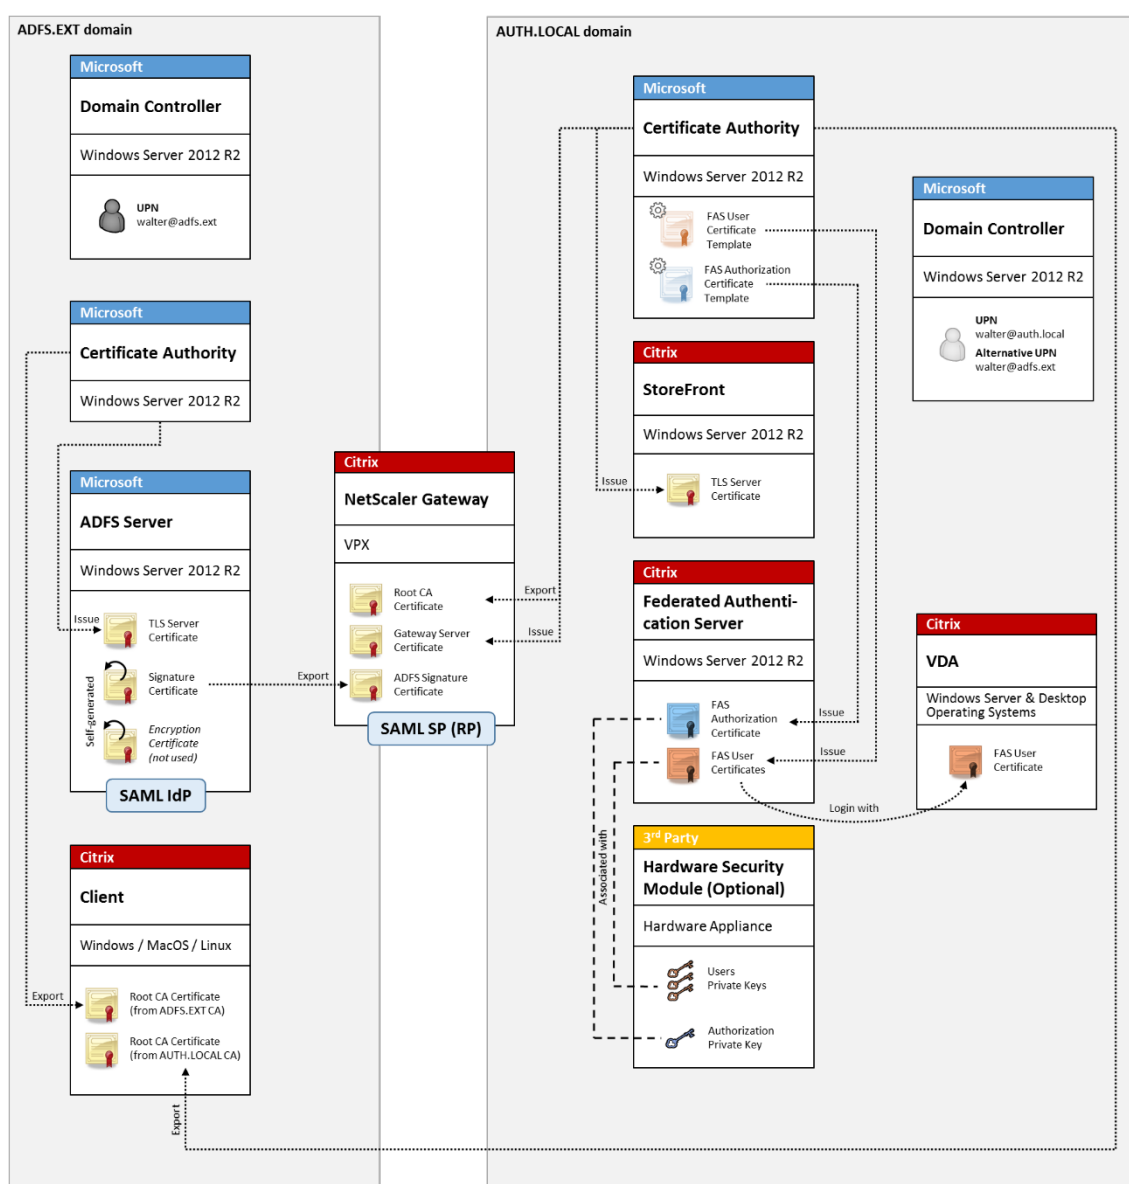 ADFS.EXT domain
Microsoft
Domain Controller
Windows Server 2012 R2
UPN
walter@adfs.ext
Microsoft
Certificate Authority
Windows Server 2012 R2
Microsoft
ADFS Server
Windows Server 2012 R2
Issue
TLS Server
Certificate
Self-generated
Signature
Certificate
Encryption
Certificate
(not used)
SAML IdP
Export
Citrix
Client
Windows / MacOS / Linux
Export
Root CA Certificate
(from ADFS.EXT CA)
Root CA Certificate
(from AUTH.LOCAL CA)
Export
Citrix
NetScaler Gateway
VPX
Root CA
Certificate
Export
Gateway Server
Certificate
Issue
ADFS Signature
Certificate
SAML SP (RP)
AUTH.LOCAL domain
Microsoft
Certificate Authority
Windows Server 2012 R2
FAS User
Certificate
Template
FAS Authorization
Certificate
Template
Citrix
StoreFront
Windows Server 2012 R2
Issue
TLS Server
Certificate
Citrix
Federated Authenti-
cation Server
Windows Server 2012 R2
FAS
Authorization
Certificate
Issue
FAS User
Certificates
Issue
Login with
Associated with
3rd Party
Hardware Security
Module (Optional)
Hardware Appliance
Users
Private Keys
Authorization
Private Key
Microsoft
Domain Controller
Windows Server 2012 R2
UPN
walter@auth.local
Alternative UPN
walter@adfs.ext
Citrix
VDA
Windows Server & Desktop
Operating Systems
FAS User
Certificate